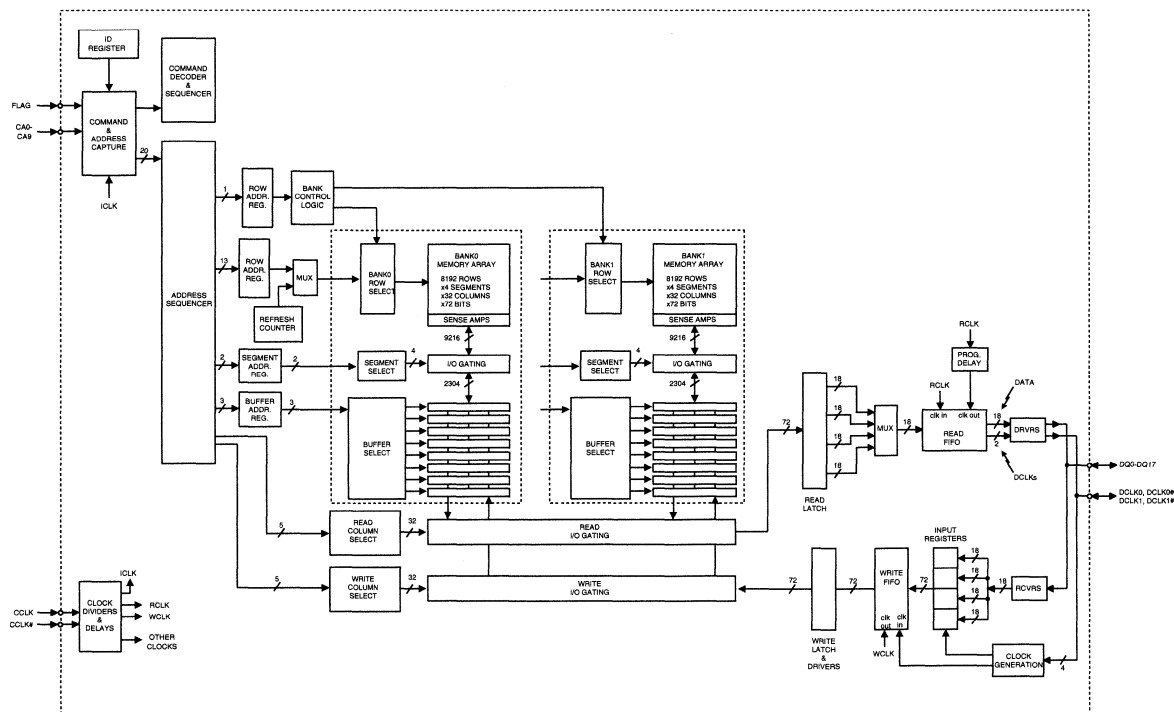 ID
REGISTER
COMMAND
DECODER
&
SEQUENCER
FLAG
CA0-
CA9
COMMAND
&
ADDRESS
CAPTURE
20
ICLK
ADDRESS
SEQUENCER
1
ROW
ADDR.
REG.
BANK
CONTROL
LOGIC
13
ROW
ADDR.
REG.
MUX
REFRESH
COUNTER
BANK0
ROW
SELECT
BANK0
MEMORY ARRAY
8192 ROWS
x4 SEGMENTS
x32 COLUMNS
x72 BITS
SENSE AMPS
9216
2
SEGMENT
ADDR.
REG.
2
SEGMENT
SELECT
4
I/O GATING
2304
3
BUFFER
ADDR.
REG.
3
BUFFER
SELECT
BANK1
ROW
SELECT
BANK1
MEMORY ARRAY
8192 ROWS
x4 SEGMENTS
x32 COLUMNS
x72 BITS
SENSE AMPS
9216
SEGMENT
SELECT
4
I/O GATING
2304
BUFFER
SELECT
5
READ
COLUMN
SELECT
32
READ
I/O GATING
5
WRITE
COLUMN
SELECT
32
WRITE
I/O GATING
72
READ
LATCH
18
18
18
18
MUX
18
RCLK
PROG.
DELAY
RCLK
clk in
clk out
READ
FIFO
18
2
DATA
DCLKs
DRVRS
DQ0-DQ17
DCLK0, DCLK0#
DCLK1, DCLK1#
INPUT
REGISTERS
18
18
18
18
18
RCVRS
72
WRITE
FIFO
clk
out
clk
in
WCLK
72
72
WRITE
LATCH
&
DRIVERS
CLOCK
GENERATION
4
CCLK
CCLK#
CLOCK
DIVIDERS
&
DELAYS
ICLK
RCLK
WCLK
OTHER
CLOCKS